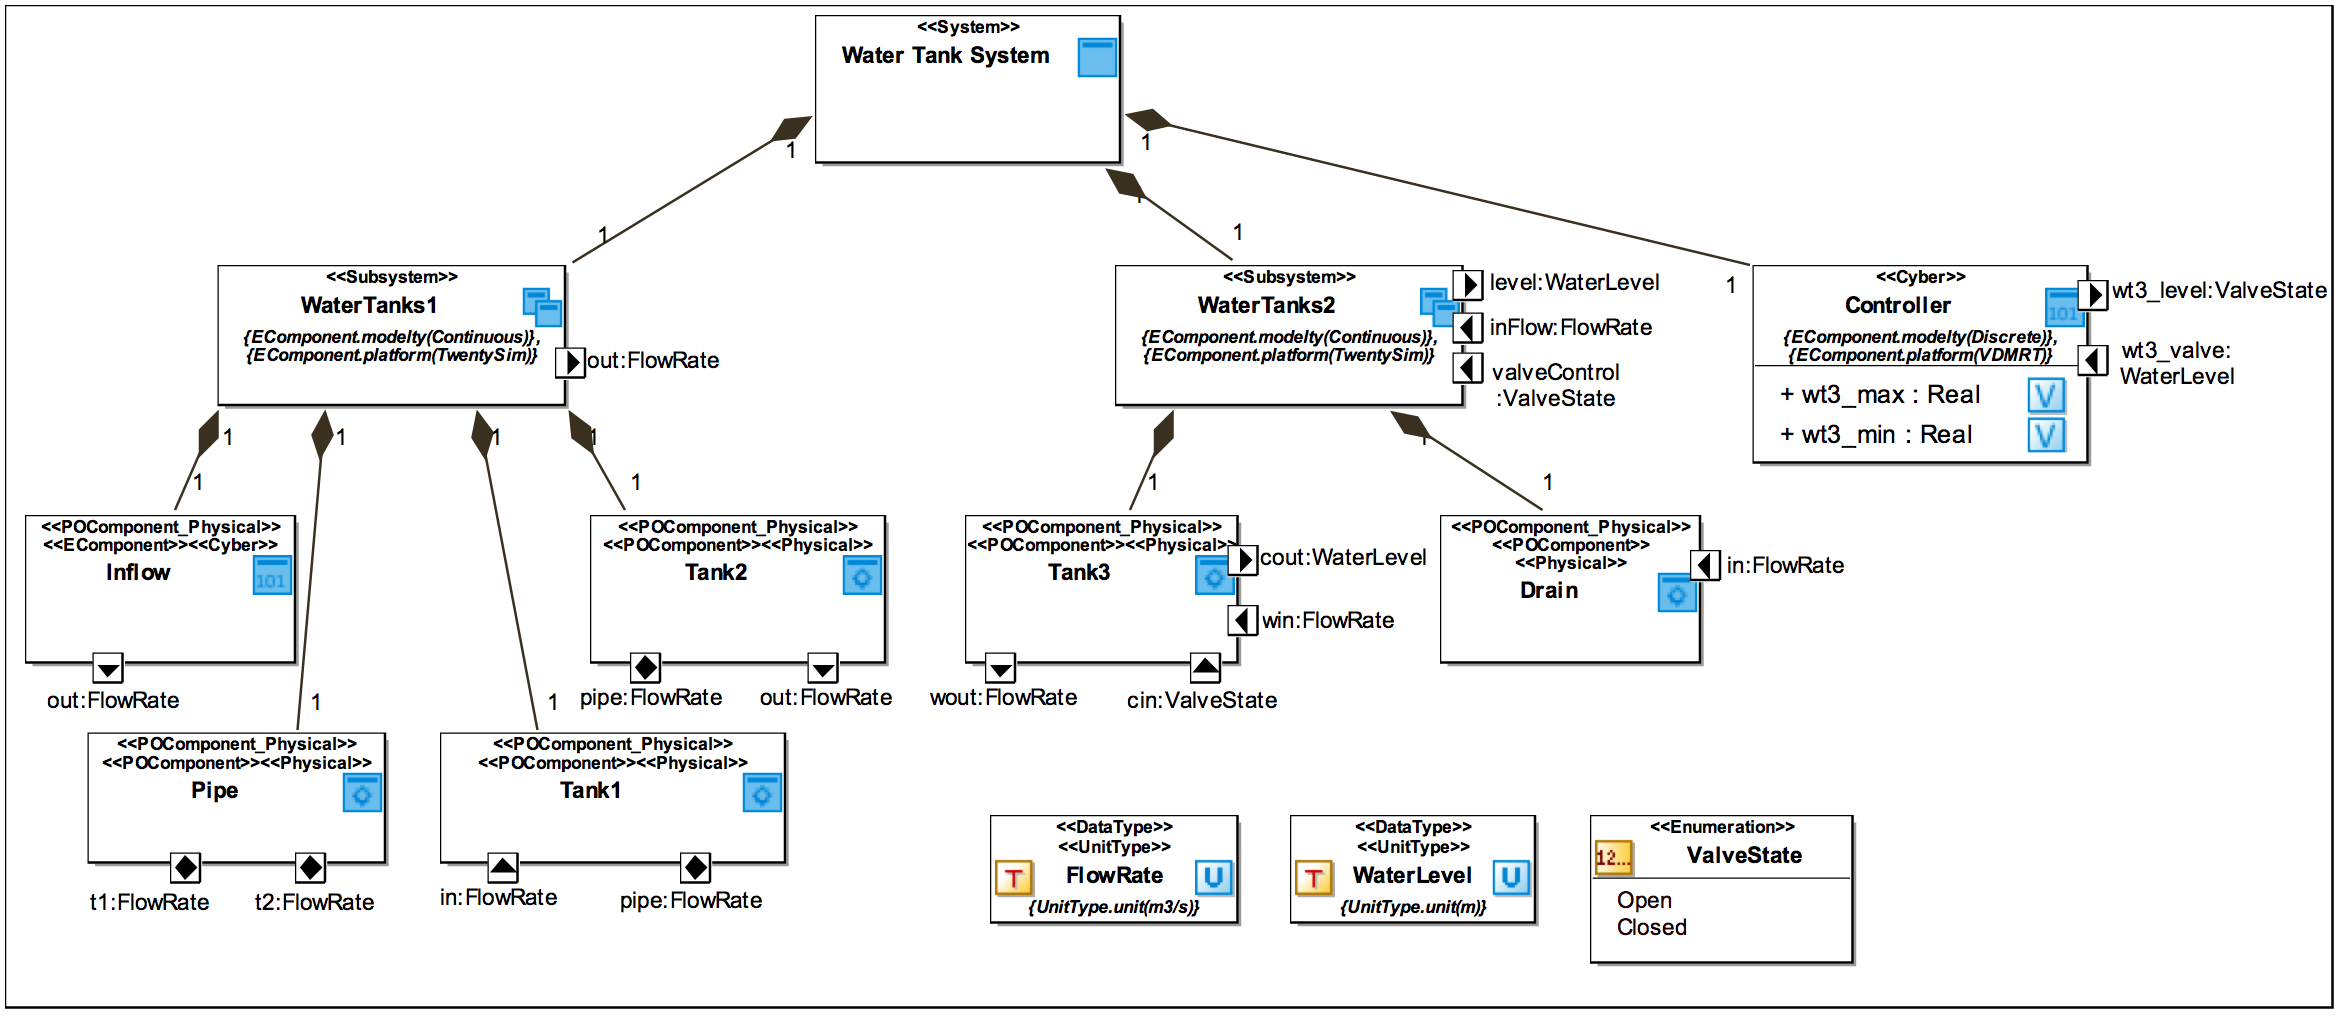 <<System>>
Water Tank System
1
1
1
1
1
1
<<Subsystem>>
WaterTanks1
{EComponent.modelty(Continuous)},
{EComponent.platform(TwentySim)}
out:FlowRate
<<Subsystem>>
WaterTanks2
{EComponent.modelty(Continuous)},
{EComponent.platform(TwentySim)}
level:WaterLevel
inFlow:FlowRate
valveControl
:ValveState
<<Cyber>>
Controller
101
{EComponent.modelty(Discrete)},
{EComponent.platform(VDMRT)}
+ wt3_max : Real
V
+ wt3_min : Real
V
wt3_level:ValveState
wt3_valve:
WaterLevel
1
1
1
1
1
1
1
1
1
1
1
<<POComponent_Physical>>
<<EComponent>><<Cyber>>
Inflow
101
out:FlowRate
<<POComponent_Physical>>
<<POComponent>><<Physical>>
Tank2
pipe:FlowRate
out:FlowRate
<<POComponent_Physical>>
<<POComponent>><<Physical>>
Tank3
cout:WaterLevel
win:FlowRate
wout:FlowRate
cin:ValveState
<<POComponent_Physical>>
<<POComponent>>
<<Physical>>
Drain
in:FlowRate
<<POComponent_Physical>>
<<POComponent>><<Physical>>
Pipe
t1:FlowRate
t2:FlowRate
<<POComponent_Physical>>
<<POComponent>><<Physical>>
Tank1
in:FlowRate
pipe:FlowRate
<<DataType>>
<<UnitType>>
T
FlowRate
U
{UnitType.unit(m3/s)}
<<DataType>>
<<UnitType>>
T
WaterLevel
U
{UnitType.unit(m)}
<<Enumeration>>
12...
ValveState
Open
Closed